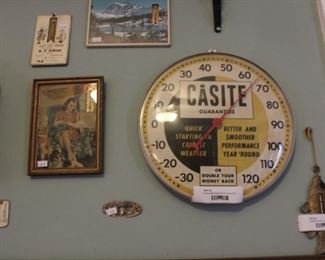 40
50
60
30
70
20
80
10
90
0
100
-10
110
-20
120
-30
CASITE
GUARANTEES
QUICK
STARTING IN
COLDEST
WEATHER
BETTER AND
SMOOTHER
PERFORMANCE
YEAR 'ROUND
OR
DOUBLE YOUR
MONEY BACK